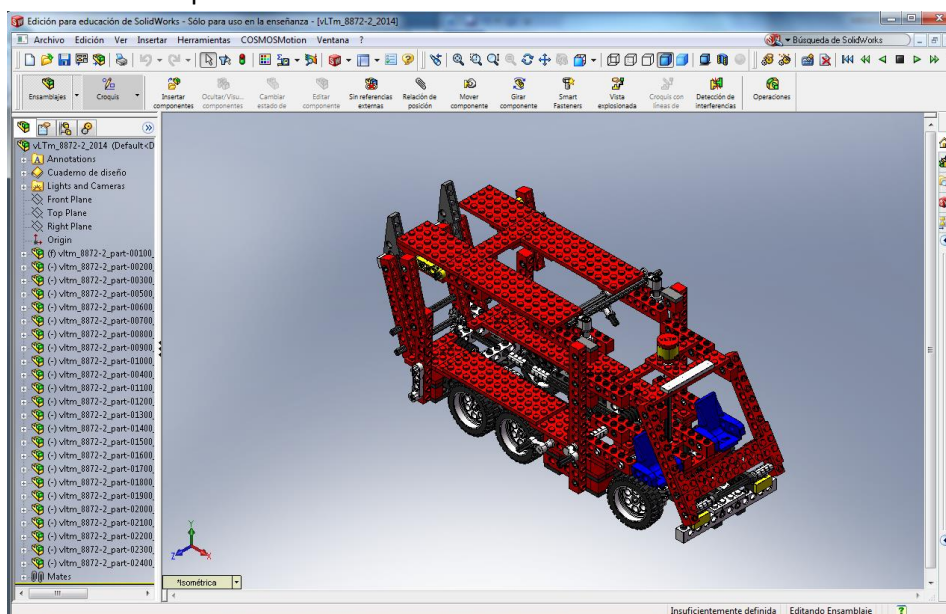 Edición para educación de SolidWorks - Sólo para uso en la enseñanza - [vLTm_8872-2_2014]
Archivo Edición Ver Insertar Herramientas COSMOSMotion Ventana ?
Búsqueda de SolidWorks
Ensamblajes
Croquis
Insertar componentes
Ocultar/Visu... componentes
Cambiar estado de
Editar componente
Sin referencias externas
Relación de posición
Mover componente
Girar componente
Smart Fasteners
Vista explosionada
Croquis con líneas de
Detección de interferencias
Operaciones
vLTm_8872-2_2014 (Default<D
Annotations
Cuaderno de diseño
Lights and Cameras
Front Plane
Top Plane
Right Plane
Origin
(f) vltm_8872-2_part-00100
(-) vltm_8872-2_part-00200
(-) vltm_8872-2_part-00300
(-) vltm_8872-2_part-00500
(-) vltm_8872-2_part-00600
(-) vltm_8872-2_part-00700
(-) vltm_8872-2_part-00800
(-) vltm_8872-2_part-00900
(-) vltm_8872-2_part-01000
(-) vltm_8872-2_part-00400
(-) vltm_8872-2_part-01100
(-) vltm_8872-2_part-01200
(-) vltm_8872-2_part-01300
(-) vltm_8872-2_part-01400
(-) vltm_8872-2_part-01500
(-) vltm_8872-2_part-01600
(-) vltm_8872-2_part-01700
(-) vltm_8872-2_part-01800
(-) vltm_8872-2_part-01900
(-) vltm_8872-2_part-02000
(-) vltm_8872-2_part-02100
(-) vltm_8872-2_part-02200
(-) vltm_8872-2_part-02300
(-) vltm_8872-2_part-02400
Mates
Y
Z
X
*Isométrica
Insuficientemente definida Editando Ensamblaje